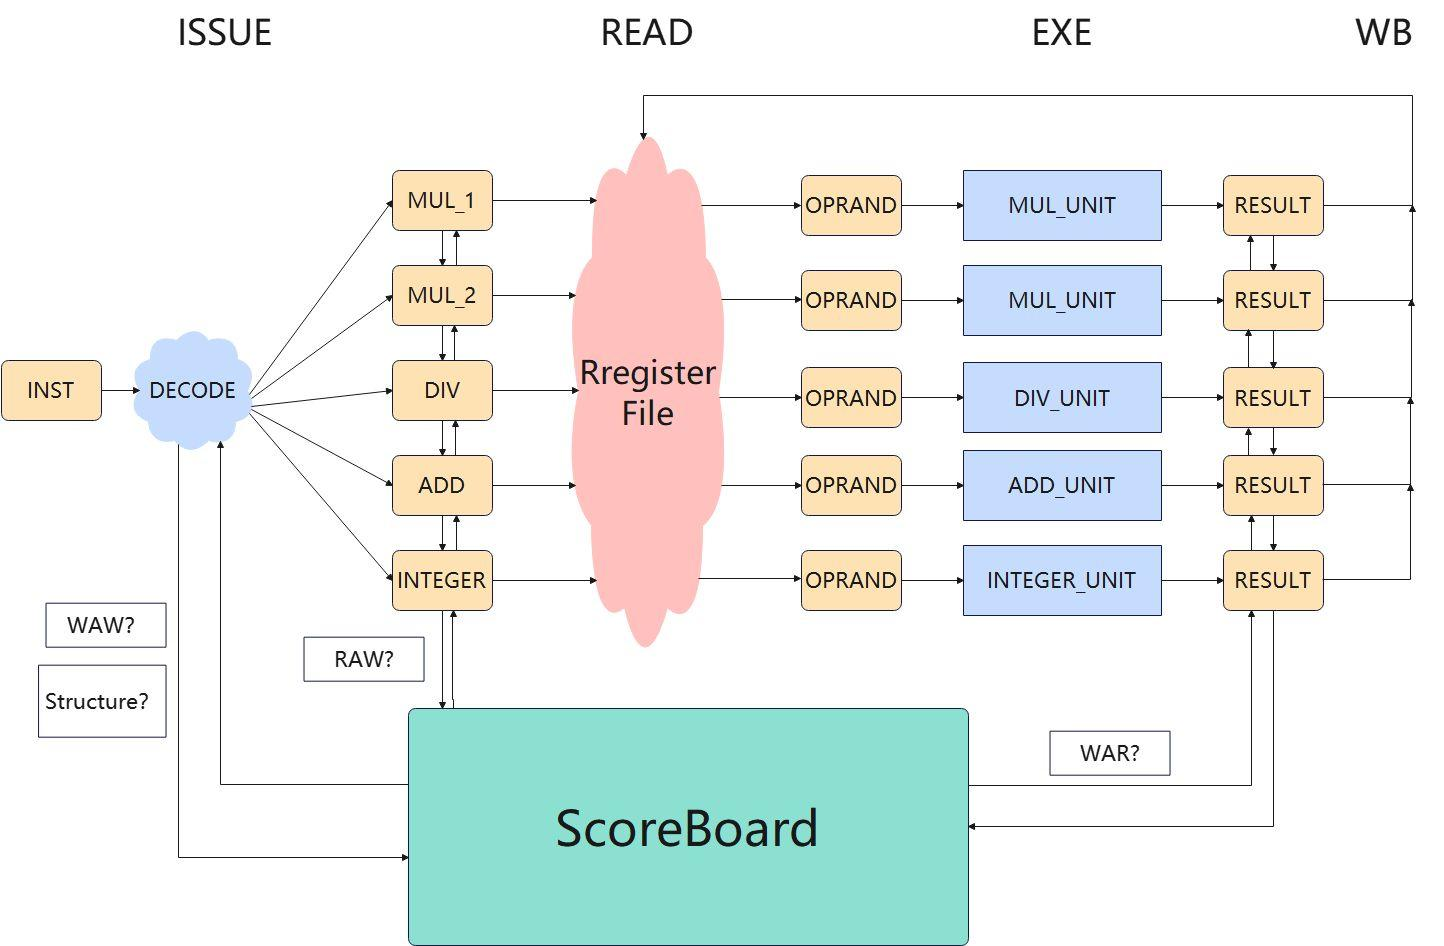 ISSUE
READ
EXE
WB
MUL_1
OPRAND
MUL_UNIT
RESULT
MUL_2
OPRAND
MUL_UNIT
RESULT
INST
DECODE
DIV
Rregister
File
OPRAND
DIV_UNIT
RESULT
ADD
OPRAND
ADD_UNIT
RESULT
INTEGER
OPRAND
INTEGER_UNIT
RESULT
WAW?
RAW?
Structure?
WAR?
ScoreBoard